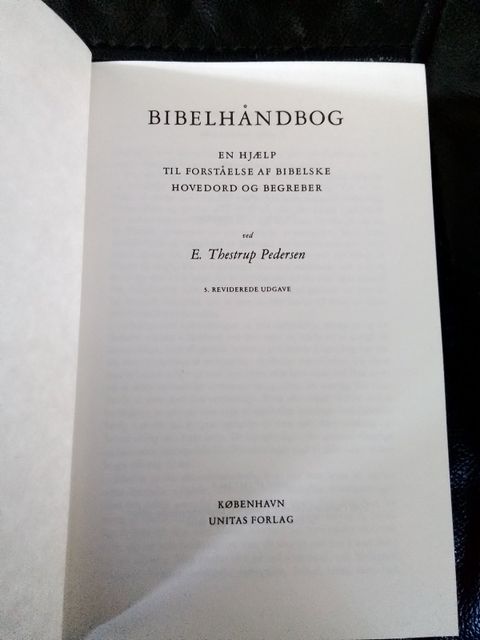 BIBELHÅNDBOG
EN HJÆLP
TIL FORSTÅELSE AF BIBELSKE
HOVEDORD OG BEGREBER
ved
E. Thestrup Pedersen
5. REVIDEREDE UDGAVE
KØBENHAVN
UNITAS FORLAG